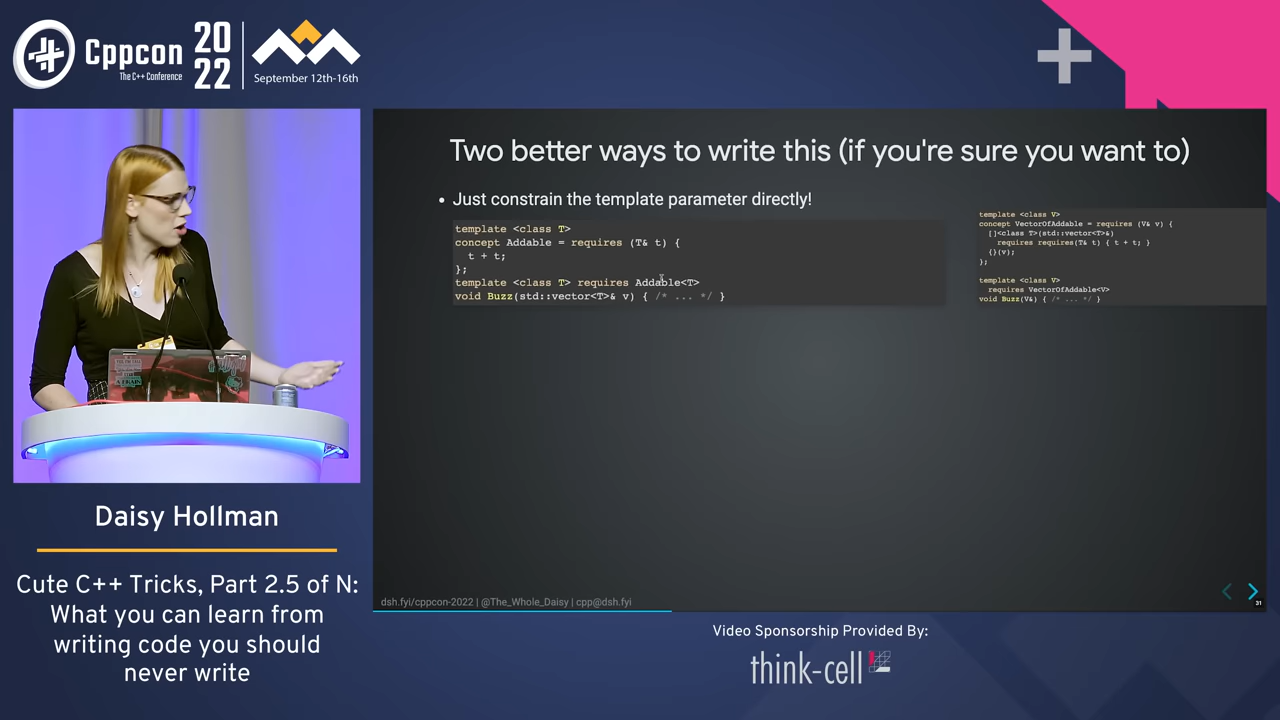 Cppcon
The C++ Conference
20
22
September 12th-16th
Two better ways to write this (if you're sure you want to)
• Just constrain the template parameter directly!
template <class T>
concept Addable = requires (T& t) {
  t + t;
};
template <class T> requires Addable<T>
void Buzz(std::vector<T>& v) { /* ... */ }
template <class V>
concept VectorOfAddable = requires (V& v) {
  []<class T>(std::vector<T>&)
    requires requires(T& t) { t + t; }
  {}(v);
};
template <class V>
  requires VectorOfAddable<V>
void Buzz(V&) { /* ... */ }
Daisy Hollman
Cute C++ Tricks, Part 2.5 of N:
What you can learn from
writing code you should
never write
dsh.fyi/cppcon-2022 | @The_Whole_Daisy | cpp@dsh.fyi
31
Video Sponsorship Provided By:
think-cell